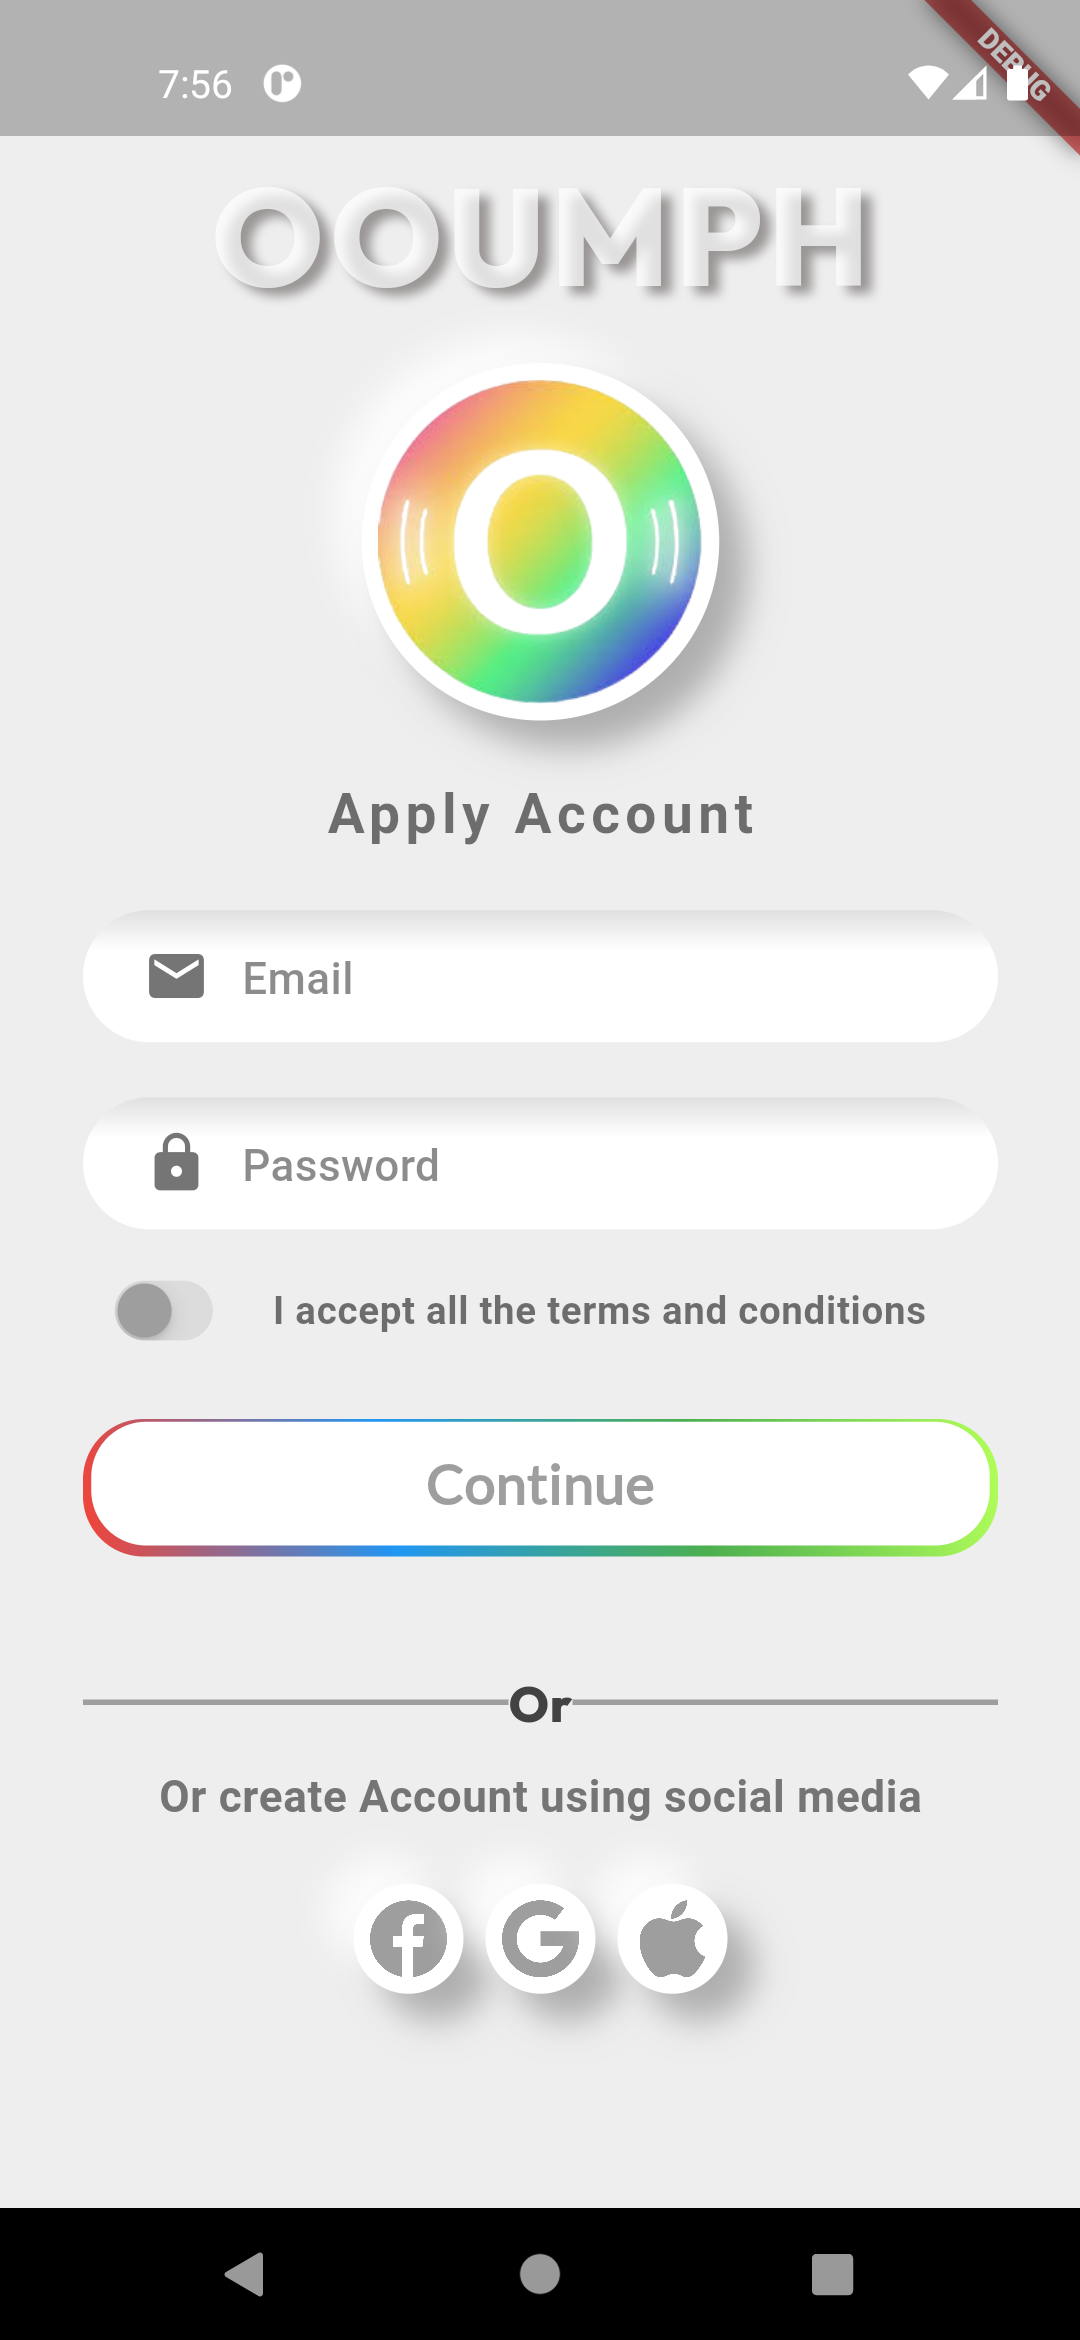 7:56
DEBUG
OOUMPH
O
Apply Account
Email
Password
I accept all the terms and conditions
Continue
Or
Or create Account using social media